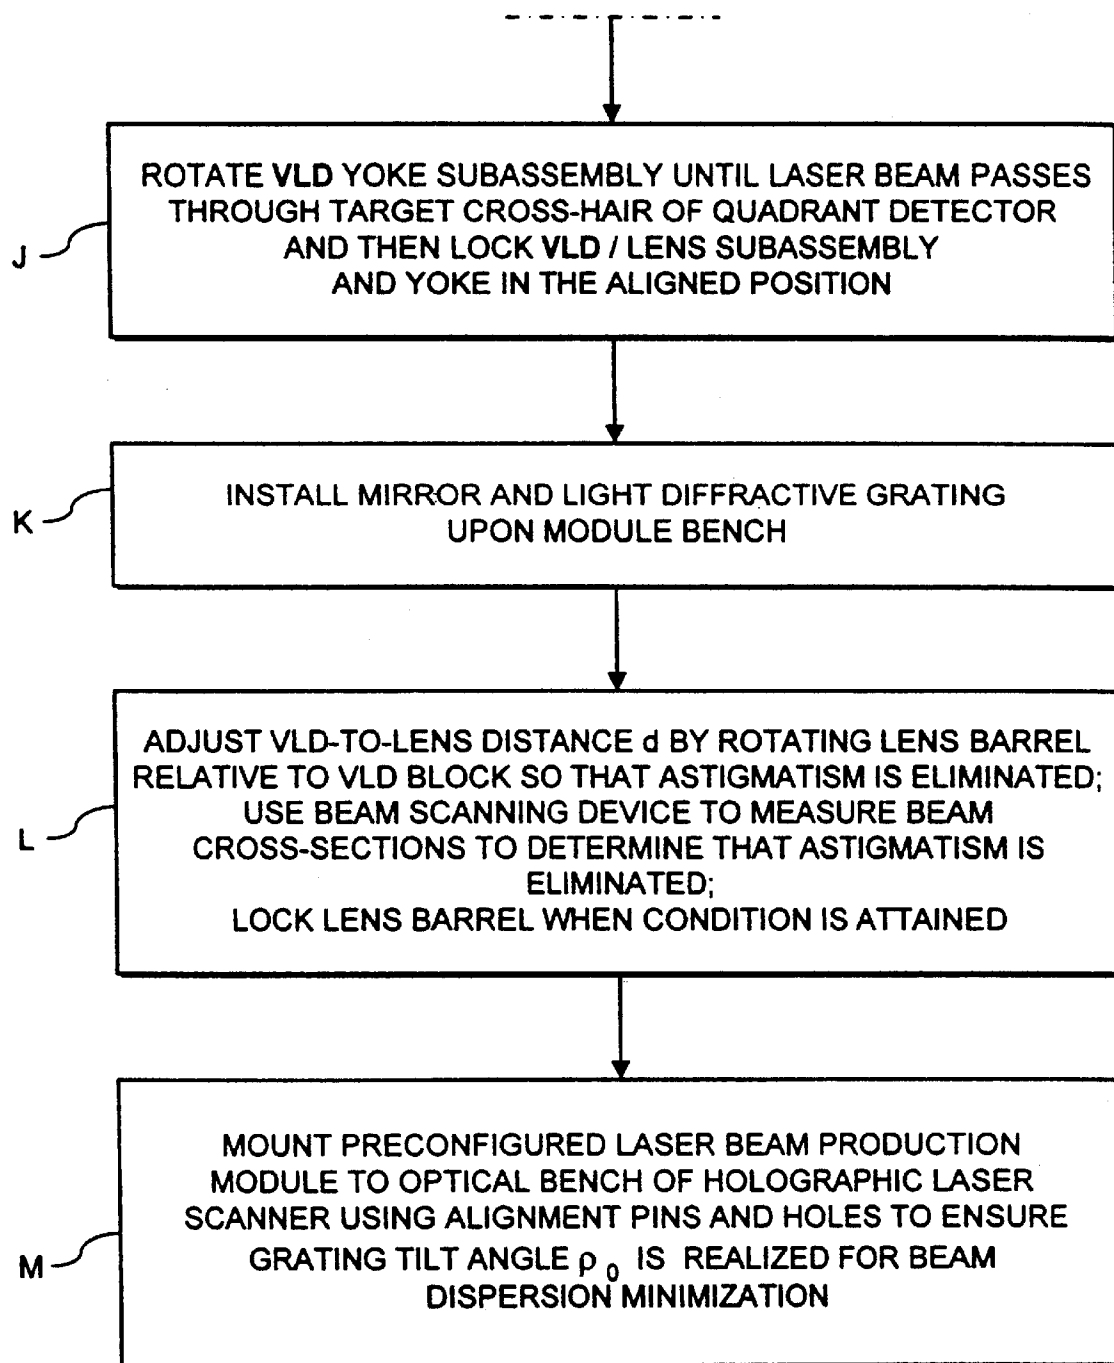 J
ROTATE VLD YOKE SUBASSEMBLY UNTIL LASER BEAM PASSES
THROUGH TARGET CROSS-HAIR OF QUADRANT DETECTOR
AND THEN LOCK VLD / LENS SUBASSEMBLY
AND YOKE IN THE ALIGNED POSITION
K
INSTALL MIRROR AND LIGHT DIFFRACTIVE GRATING
UPON MODULE BENCH
L
ADJUST VLD-TO-LENS DISTANCE d BY ROTATING LENS BARREL
RELATIVE TO VLD BLOCK SO THAT ASTIGMATISM IS ELIMINATED;
USE BEAM SCANNING DEVICE TO MEASURE BEAM
CROSS-SECTIONS TO DETERMINE THAT ASTIGMATISM IS
ELIMINATED;
LOCK LENS BARREL WHEN CONDITION IS ATTAINED
M
MOUNT PRECONFIGURED LASER BEAM PRODUCTION
MODULE TO OPTICAL BENCH OF HOLOGRAPHIC LASER
SCANNER USING ALIGNMENT PINS AND HOLES TO ENSURE
GRATING TILT ANGLE ρ₀ IS REALIZED FOR BEAM
DISPERSION MINIMIZATION